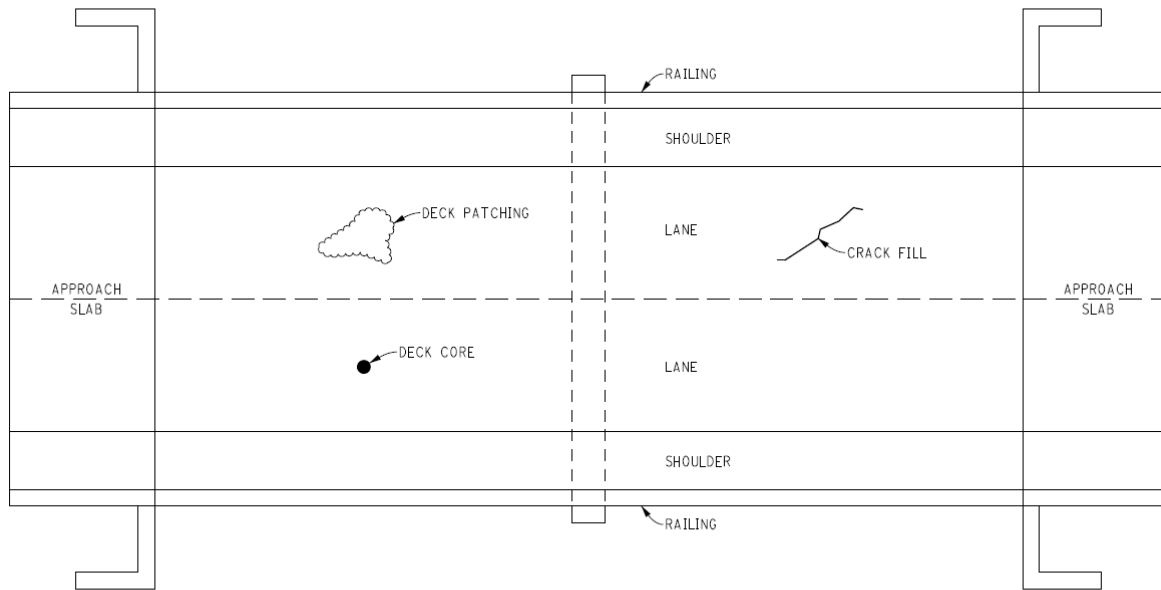 RAILING
SHOULDER
DECK PATCHING
LANE
CRACK FILL
APPROACH
SLAB
APPROACH
SLAB
DECK CORE
LANE
SHOULDER
RAILING